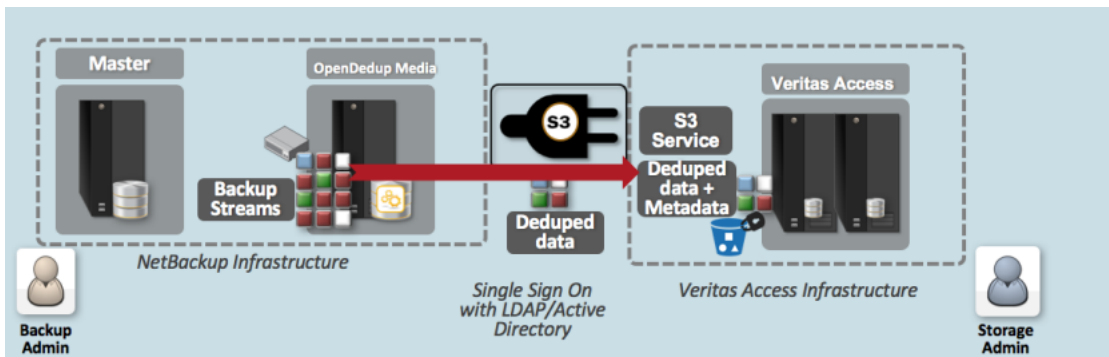 Master
OpenDedup Media
Backup
Streams
NetBackup Infrastructure
S3
Deduped
data
Single Sign On
with LDAP/Active
Directory
Veritas Access
S3
Service
Deduped
data +
Metadata
Veritas Access Infrastructure
Backup
Admin
Storage
Admin